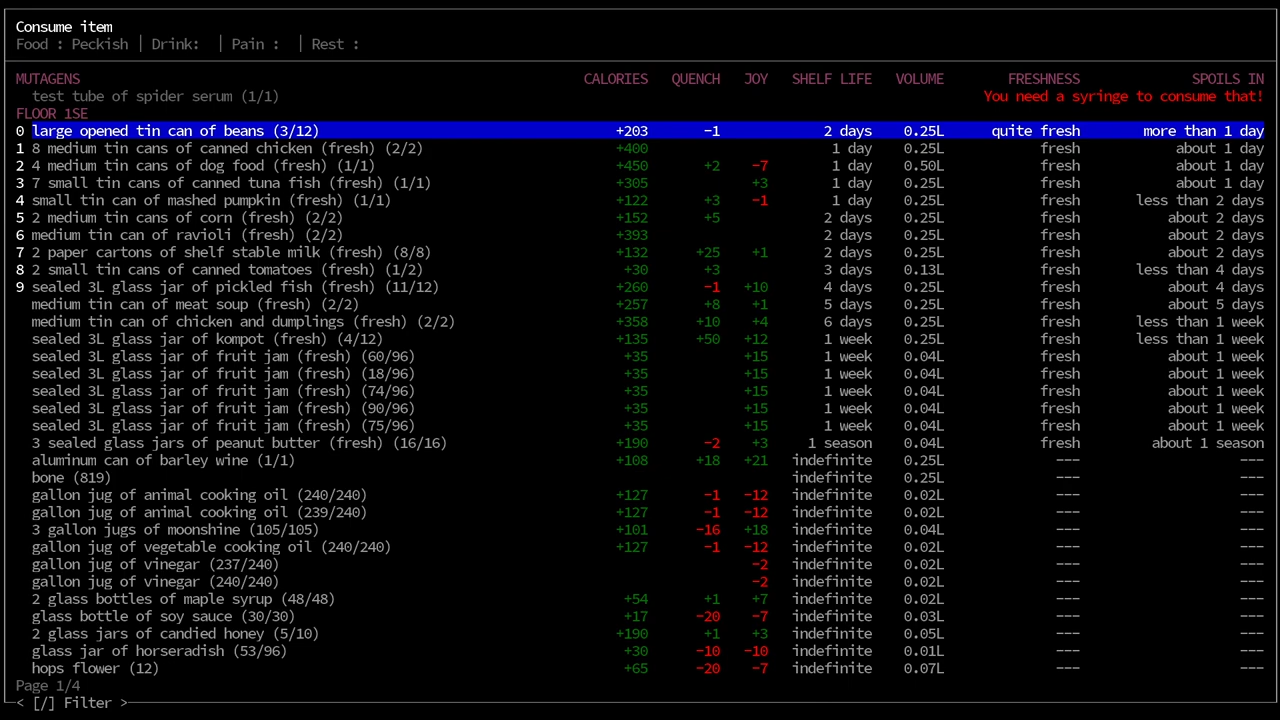 Consume item
Food : Peckish │ Drink: │ Pain : │ Rest :
MUTAGENS CALORIES QUENCH JOY SHELF LIFE VOLUME FRESHNESS SPOILS IN
test tube of spider serum (1/1) You need a syringe to consume that!
FLOOR 1SE
0 large opened tin can of beans (3/12) +203 -1 2 days 0.25L quite fresh more than 1 day
1 8 medium tin cans of canned chicken (fresh) (2/2) +400 1 day 0.25L fresh about 1 day
2 4 medium tin cans of dog food (fresh) (1/1) +450 +2 -7 1 day 0.50L fresh about 1 day
3 7 small tin cans of canned tuna fish (fresh) (1/1) +305 +3 1 day 0.25L fresh about 1 day
4 small tin can of mashed pumpkin (fresh) (1/1) +122 +3 -1 1 day 0.25L fresh less than 2 days
5 2 medium tin cans of corn (fresh) (2/2) +152 +5 2 days 0.25L fresh about 2 days
6 medium tin can of ravioli (fresh) (2/2) +393 2 days 0.25L fresh about 2 days
7 2 paper cartons of shelf stable milk (fresh) (8/8) +132 +25 +1 2 days 0.25L fresh about 2 days
8 2 small tin cans of canned tomatoes (fresh) (1/2) +30 +3 3 days 0.13L fresh less than 4 days
9 sealed 3L glass jar of pickled fish (fresh) (11/12) +260 -1 +10 4 days 0.25L fresh about 4 days
medium tin can of meat soup (fresh) (2/2) +257 +8 +1 5 days 0.25L fresh about 5 days
medium tin can of chicken and dumplings (fresh) (2/2) +358 +10 +4 6 days 0.25L fresh less than 1 week
sealed 3L glass jar of kompot (fresh) (4/12) +135 +50 +12 1 week 0.25L fresh less than 1 week
sealed 3L glass jar of fruit jam (fresh) (60/96) +35 +15 1 week 0.04L fresh about 1 week
sealed 3L glass jar of fruit jam (fresh) (18/96) +35 +15 1 week 0.04L fresh about 1 week
sealed 3L glass jar of fruit jam (fresh) (74/96) +35 +15 1 week 0.04L fresh about 1 week
sealed 3L glass jar of fruit jam (fresh) (90/96) +35 +15 1 week 0.04L fresh about 1 week
sealed 3L glass jar of fruit jam (fresh) (75/96) +35 +15 1 week 0.04L fresh about 1 week
3 sealed glass jars of peanut butter (fresh) (16/16) +190 -2 +3 1 season 0.04L fresh about 1 season
aluminum can of barley wine (1/1) +108 +18 +21 indefinite 0.25L --- ---
bone (819) indefinite 0.25L --- ---
gallon jug of animal cooking oil (240/240) +127 -1 -12 indefinite 0.02L --- ---
gallon jug of animal cooking oil (239/240) +127 -1 -12 indefinite 0.02L --- ---
3 gallon jugs of moonshine (105/105) +101 -16 +18 indefinite 0.04L --- ---
gallon jug of vegetable cooking oil (240/240) +127 -1 -12 indefinite 0.02L --- ---
gallon jug of vinegar (237/240) -2 indefinite 0.02L --- ---
gallon jug of vinegar (240/240) -2 indefinite 0.02L --- ---
2 glass bottles of maple syrup (48/48) +54 +1 +7 indefinite 0.02L --- ---
glass bottle of soy sauce (30/30) +17 -20 -7 indefinite 0.03L --- ---
2 glass jars of candied honey (5/10) +190 +1 +3 indefinite 0.05L --- ---
glass jar of horseradish (53/96) +30 -10 -10 indefinite 0.01L --- ---
hops flower (12) +65 -20 -7 indefinite 0.07L --- ---
Page 1/4
< [/] Filter >